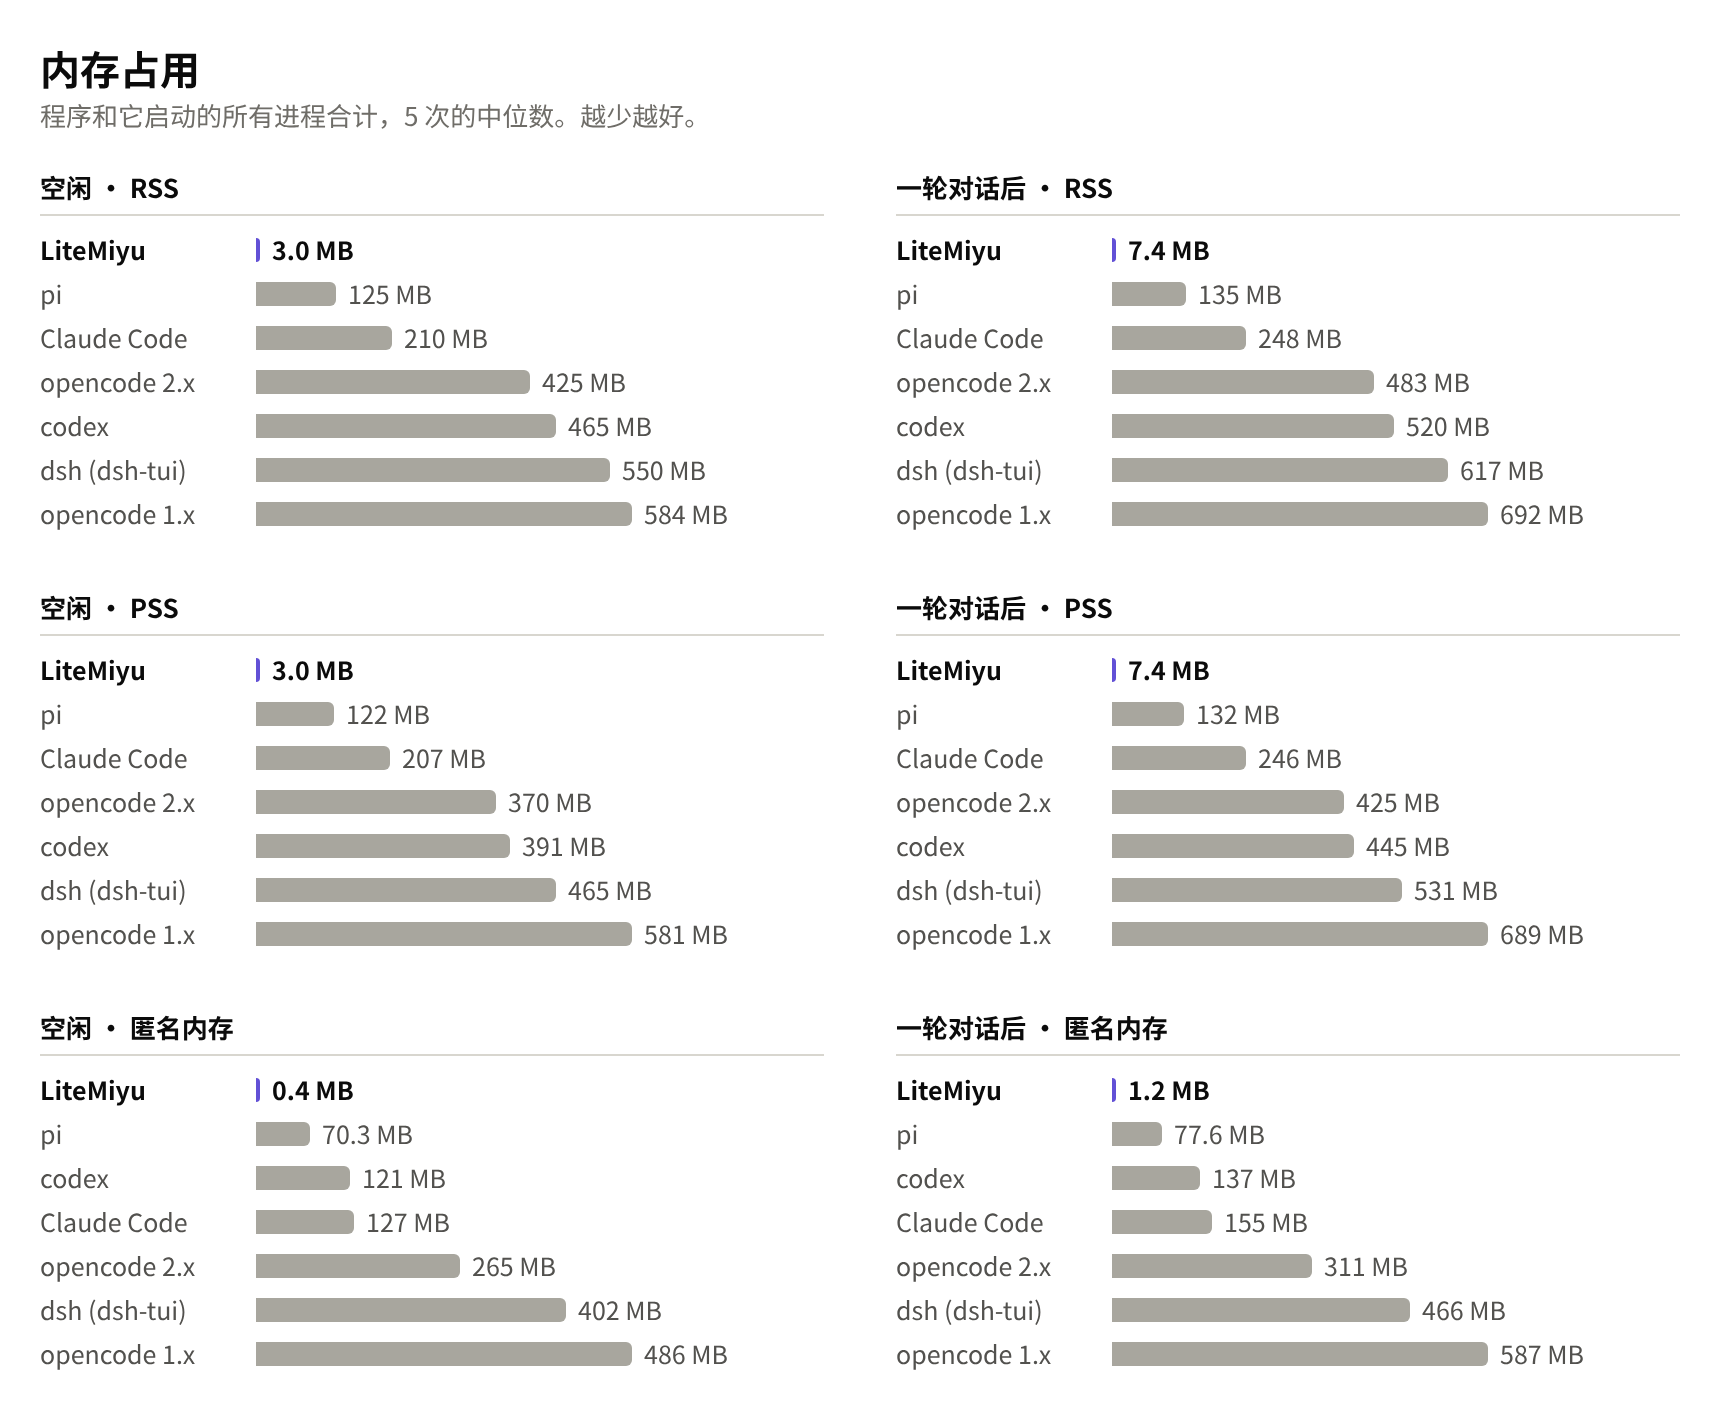 内存占用
程序和它启动的所有进程合计，5 次的中位数。越少越好。
空闲 · RSS
LiteMiyu 3.0 MB
pi 125 MB
Claude Code 210 MB
opencode 2.x 425 MB
codex 465 MB
dsh (dsh-tui) 550 MB
opencode 1.x 584 MB
一轮对话后 · RSS
LiteMiyu 7.4 MB
pi 135 MB
Claude Code 248 MB
opencode 2.x 483 MB
codex 520 MB
dsh (dsh-tui) 617 MB
opencode 1.x 692 MB
空闲 · PSS
LiteMiyu 3.0 MB
pi 122 MB
Claude Code 207 MB
opencode 2.x 370 MB
codex 391 MB
dsh (dsh-tui) 465 MB
opencode 1.x 581 MB
一轮对话后 · PSS
LiteMiyu 7.4 MB
pi 132 MB
Claude Code 246 MB
opencode 2.x 425 MB
codex 445 MB
dsh (dsh-tui) 531 MB
opencode 1.x 689 MB
空闲 · 匿名内存
LiteMiyu 0.4 MB
pi 70.3 MB
codex 121 MB
Claude Code 127 MB
opencode 2.x 265 MB
dsh (dsh-tui) 402 MB
opencode 1.x 486 MB
一轮对话后 · 匿名内存
LiteMiyu 1.2 MB
pi 77.6 MB
codex 137 MB
Claude Code 155 MB
opencode 2.x 311 MB
dsh (dsh-tui) 466 MB
opencode 1.x 587 MB